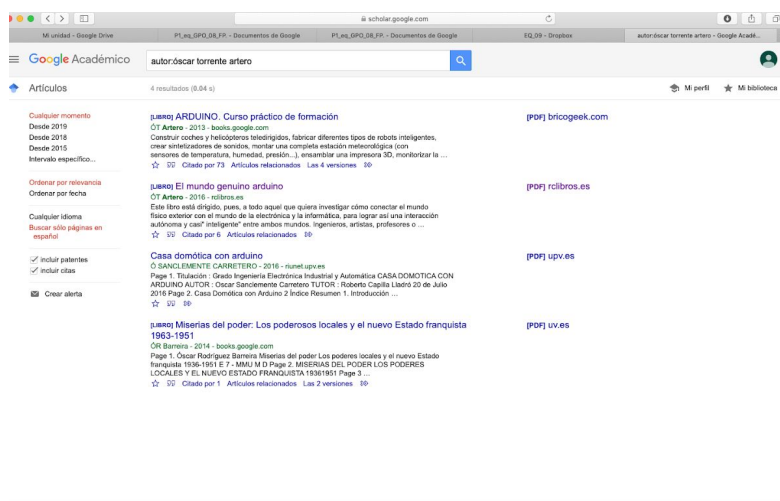 scholar.google.com
Mi unidad - Google Drive
P1_eq_GPO_08_FP. - Documentos de Google
P1_eq_GPO_08_FP. - Documentos de Google
EQ_09 - Dropbox
autor:óscar torrente artero - Google Acadé...
Google Académico
autor:óscar torrente artero
Artículos
4 resultados (0.04 s)
Mi perfil
Mi biblioteca
Cualquier momento
Desde 2019
Desde 2018
Desde 2015
Intervalo específico...
Ordenar por relevancia
Ordenar por fecha
Cualquier idioma
Buscar sólo páginas en
español
incluir patentes
incluir citas
Crear alerta
[LIBRO] ARDUINO. Curso práctico de formación
ÓT Artero - 2013 - books.google.com
Construir coches y helicópteros teledirigidos, fabricar diferentes tipos de robots inteligentes,
crear sintetizadores de sonidos, montar una completa estación meteorológica (con
sensores de temperatura, humedad, presión...), ensamblar una impresora 3D, monitorizar la ...
Citado por 73 Artículos relacionados Las 4 versiones
[PDF] bricogeek.com
[LIBRO] El mundo genuino arduino
ÓT Artero - 2016 - rclibros.es
Este libro está dirigido, pues, a todo aquel que quiera investigar cómo conectar el mundo
físico exterior con el mundo de la electrónica y la informática, para lograr así una interacción
autónoma y casi" inteligente" entre ambos mundos. Ingenieros, artistas, profesores o ...
Citado por 6 Artículos relacionados
[PDF] rclibros.es
Casa domótica con arduino
Ó SANCLEMENTE CARRETERO - 2016 - riunet.upv.es
Page 1. Titulación : Grado Ingeniería Electrónica Industrial y Automática CASA DOMOTICA CON
ARDUINO AUTOR : Oscar Sanclemente Carretero TUTOR : Roberto Capilla Lladró 20 de Julio
2016 Page 2. Casa Domótica con Arduino 2 Índice Resumen 1. Introducción ...
[PDF] upv.es
[LIBRO] Miserias del poder: Los poderosos locales y el nuevo Estado franquista
1963-1951
ÓR Barreira - 2014 - books.google.com
Page 1. Óscar Rodríguez Barreira Miserias del poder Los poderes locales y el nuevo Estado
franquista 1936-1951 E 7 - MMU M D Page 2. MISERIAS DEL PODER LOS PODERES
LOCALES Y EL NUEVO ESTADO FRANQUISTA 19361951 Page 3 ...
Citado por 1 Artículos relacionados Las 2 versiones
[PDF] uv.es